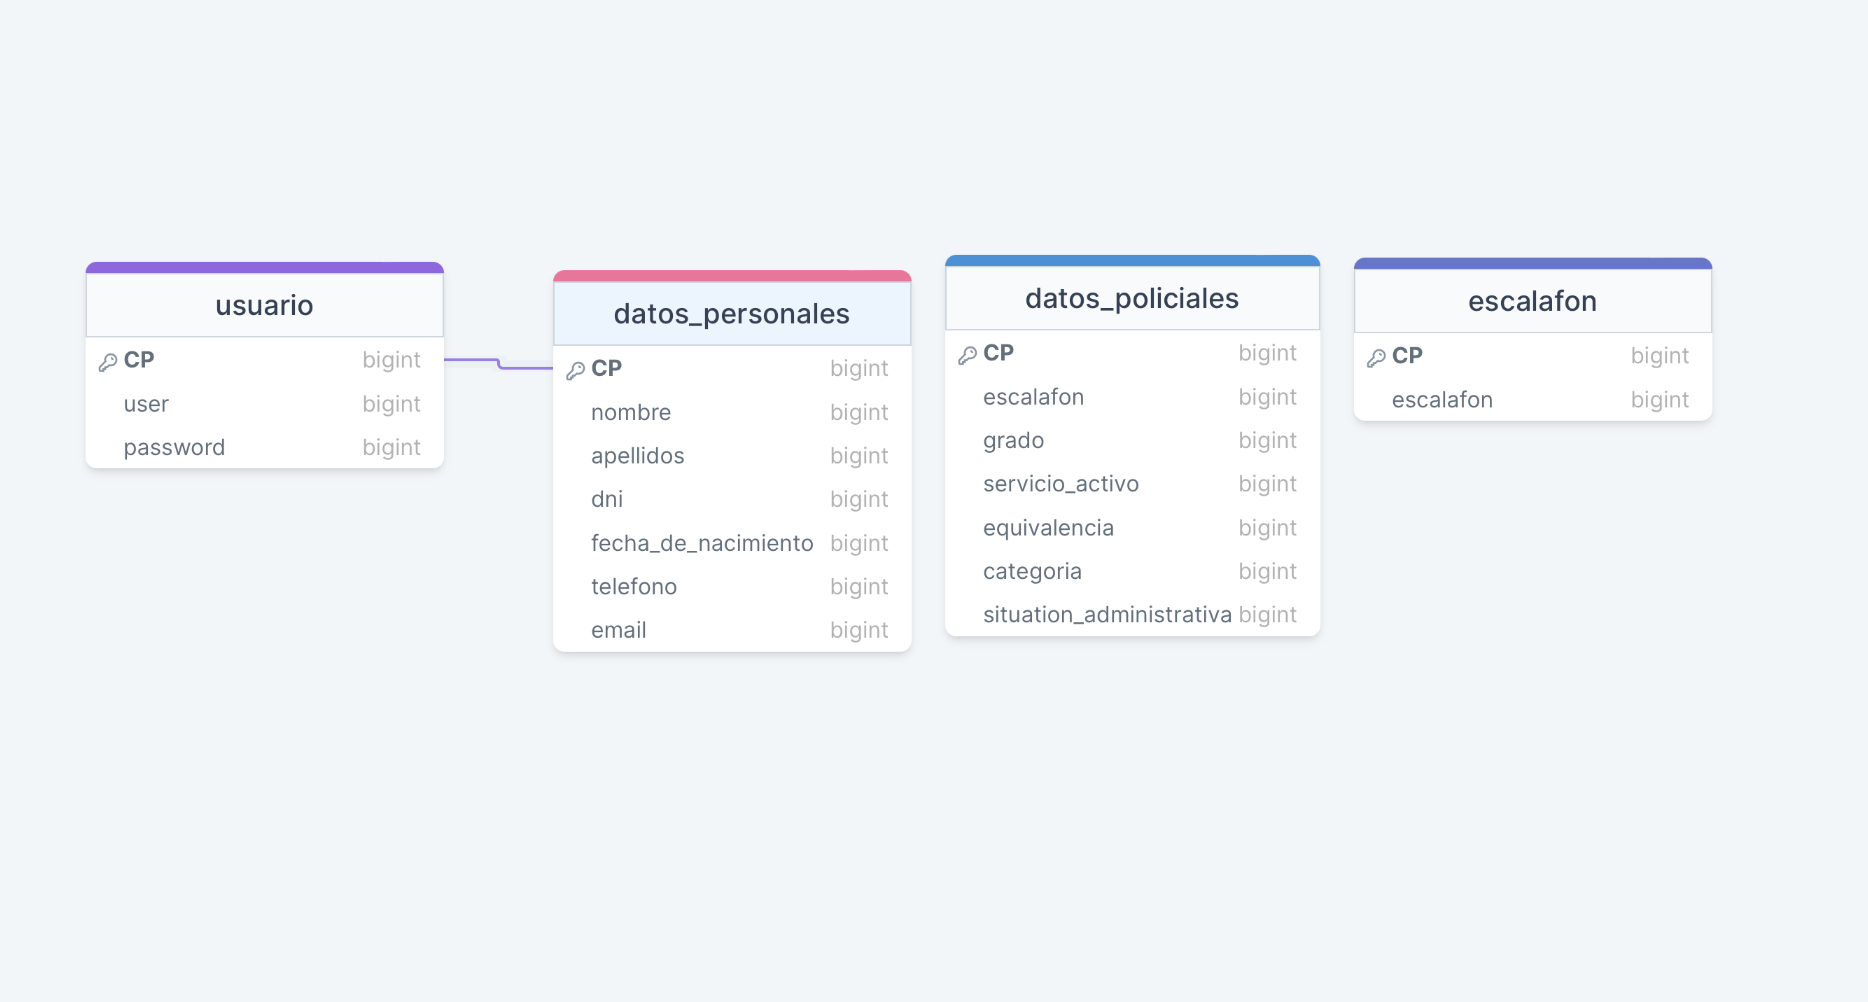 usuario
CP bigint
user bigint
password bigint
datos_personales
CP bigint
nombre bigint
apellidos bigint
dni bigint
fecha_de_nacimiento bigint
telefono bigint
email bigint
datos_policiales
CP bigint
escalafon bigint
grado bigint
servicio_activo bigint
equivalencia bigint
categoria bigint
situation_administrativa bigint
escalafon
CP bigint
escalafon bigint